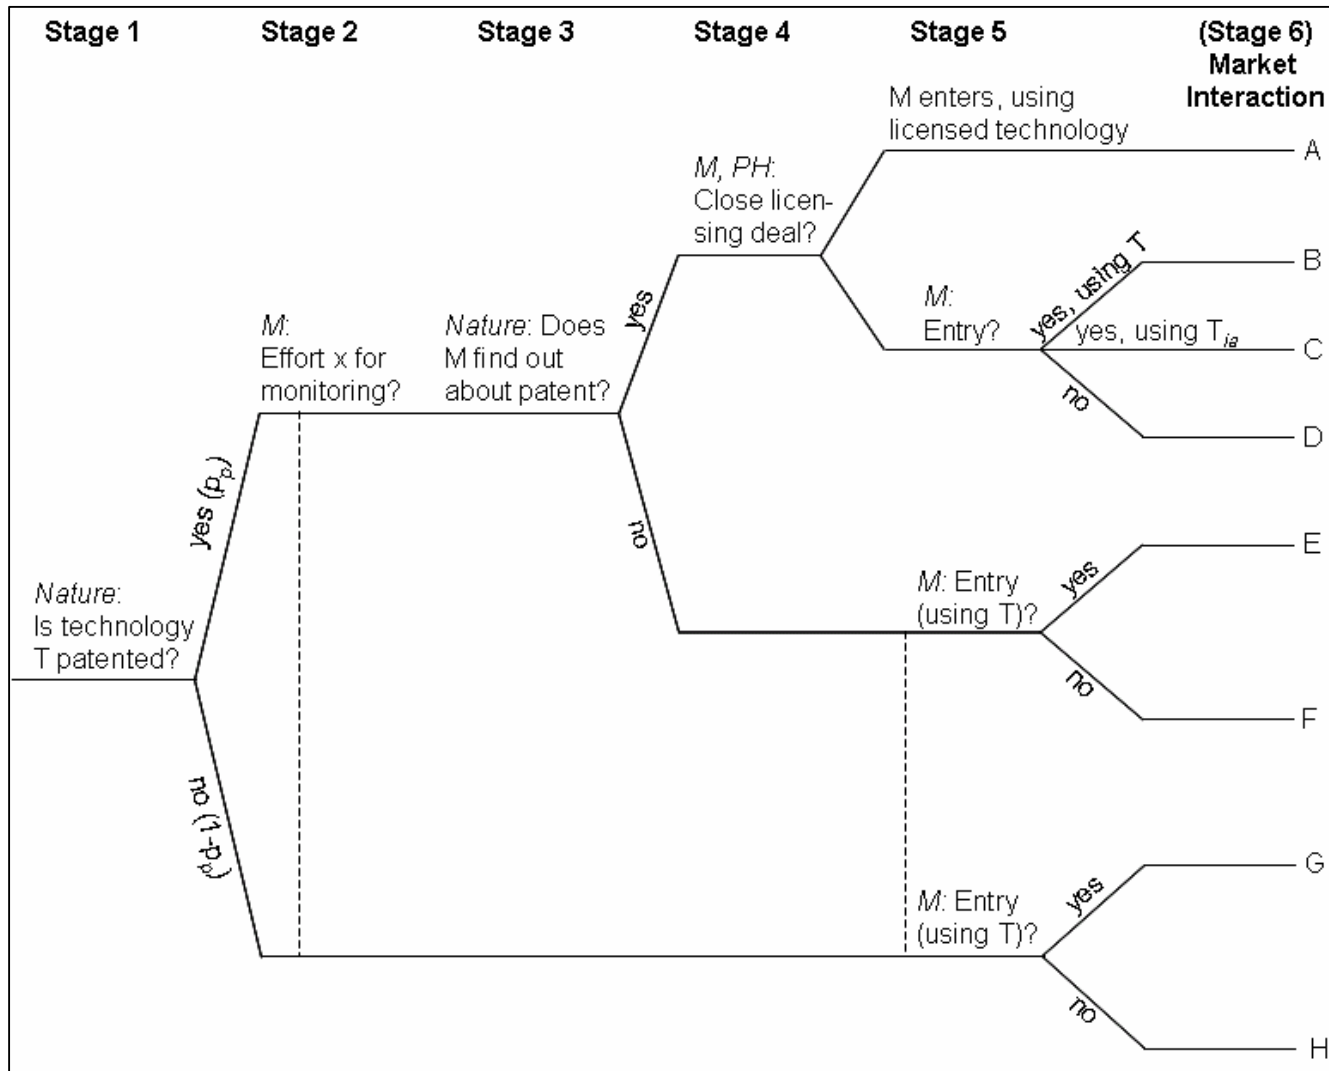 Stage 1
Stage 2
Stage 3
Stage 4
Stage 5
(Stage 6)
Market
Interaction
M enters, using
licensed technology
A
M, PH:
Close licen-
sing deal?
yes, using T
B
M:
Entry?
yes, using T_ia
C
no
D
M:
Effort x for
monitoring?
Nature: Does
M find out
about patent?
yes
no
M: Entry
(using T)?
yes
E
no
F
Nature:
Is technology
T patented?
yes (p_p)
no (1-p_p)
M: Entry
(using T)?
yes
G
no
H